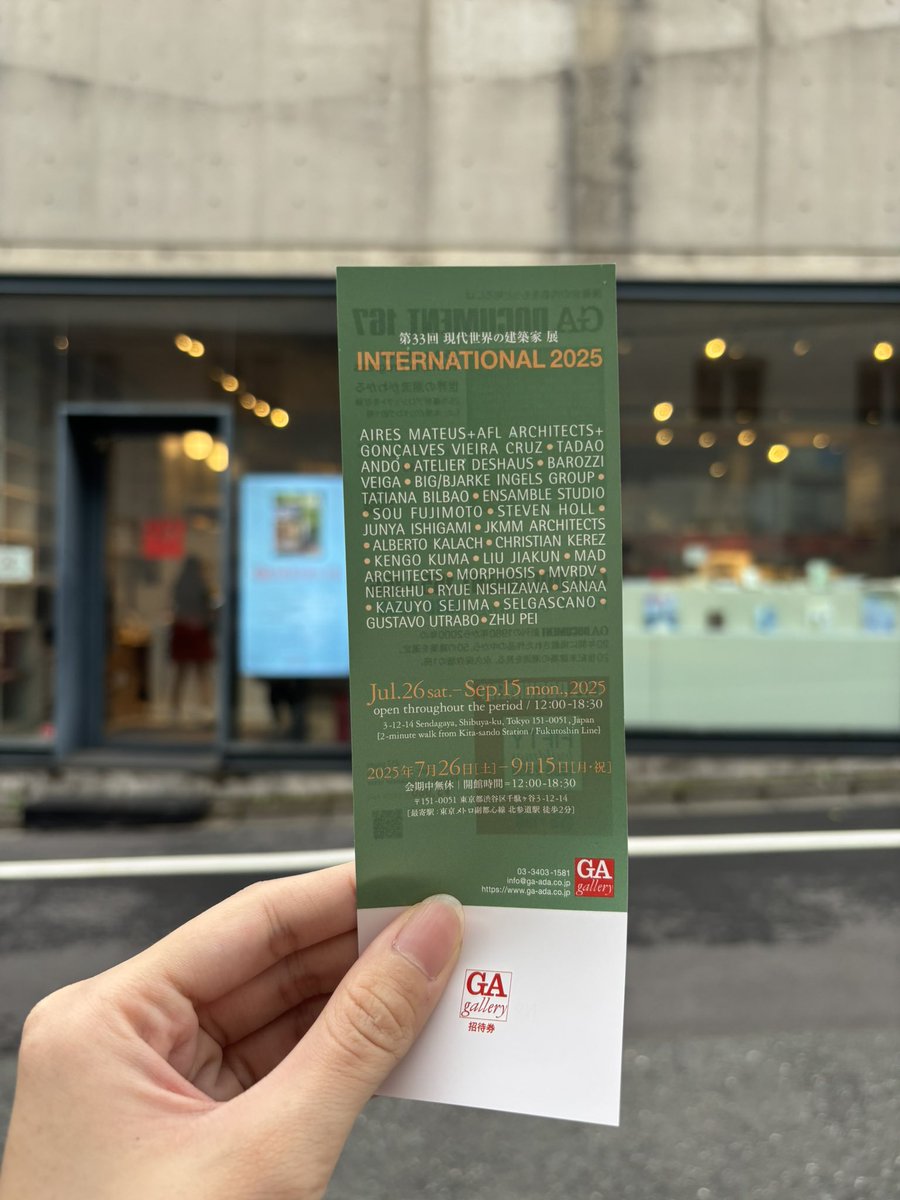 第33回 現代世界の建築家 展
INTERNATIONAL 2025
AIRES MATEUS+AFL ARCHITECTS+
GONÇALVES VIEIRA CRUZ•TADAO
ANDO•ATELIER DESHAUS•BAROZZI
VEIGA•BIG/BJARKE INGELS GROUP•
TATIANA BILBAO•ENSAMBLE STUDIO
•SOU FUJIMOTO•STEVEN HOLL•
JUNYA ISHIGAMI•JKMM ARCHITECTS
•ALBERTO KALACH•CHRISTIAN KEREZ
•KENGO KUMA•LIU JIAKUN•MAD
ARCHITECTS•MORPHOSIS•MVRDV•
NERI&HU•RYUE NISHIZAWA•SANAA
•KAZUYO SEJIMA•SELGASCANO•
GUSTAVO UTRABO•ZHU PEI
Jul.26 sat.–Sep.15 mon.,2025
open throughout the period / 12:00-18:30
3-12-14 Sendagaya, Shibuya-ku, Tokyo 151-0051, Japan
[2-minute walk from Kita-sando Station / Fukutoshin Line]
2025年7月26日[土]–9月15日[月・祝]
会期中無休｜開館時間=12:00-18:30
〒151-0051 東京都渋谷区千駄ヶ谷3-12-14
[最寄駅：東京メトロ副都心線 北参道駅 徒歩2分]
03-3403-1581
info@ga-ada.co.jp
https://www.ga-ada.co.jp
GA
gallery
GA
gallery
招待券